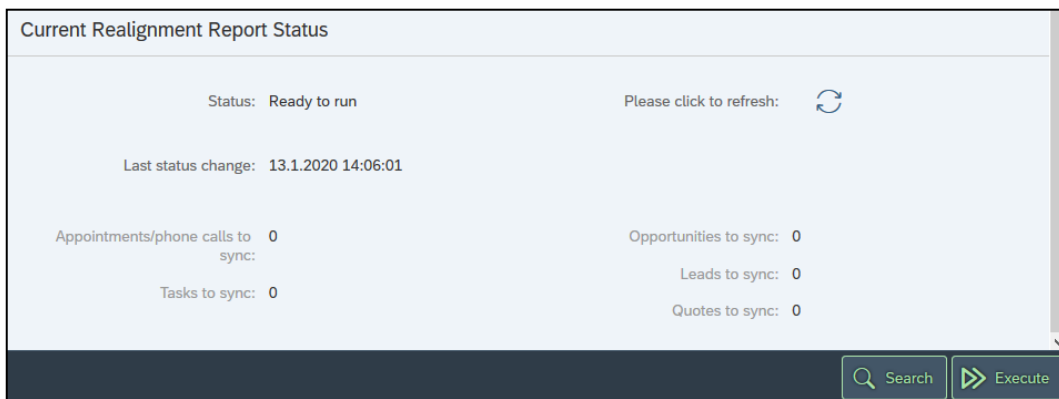 Current Realignment Report Status
Status: Ready to run
Please click to refresh:
Last status change: 13.1.2020 14:06:01
Appointments/phone calls to
sync:
0
Tasks to sync: 0
Opportunities to sync: 0
Leads to sync: 0
Quotes to sync: 0
Search
Execute